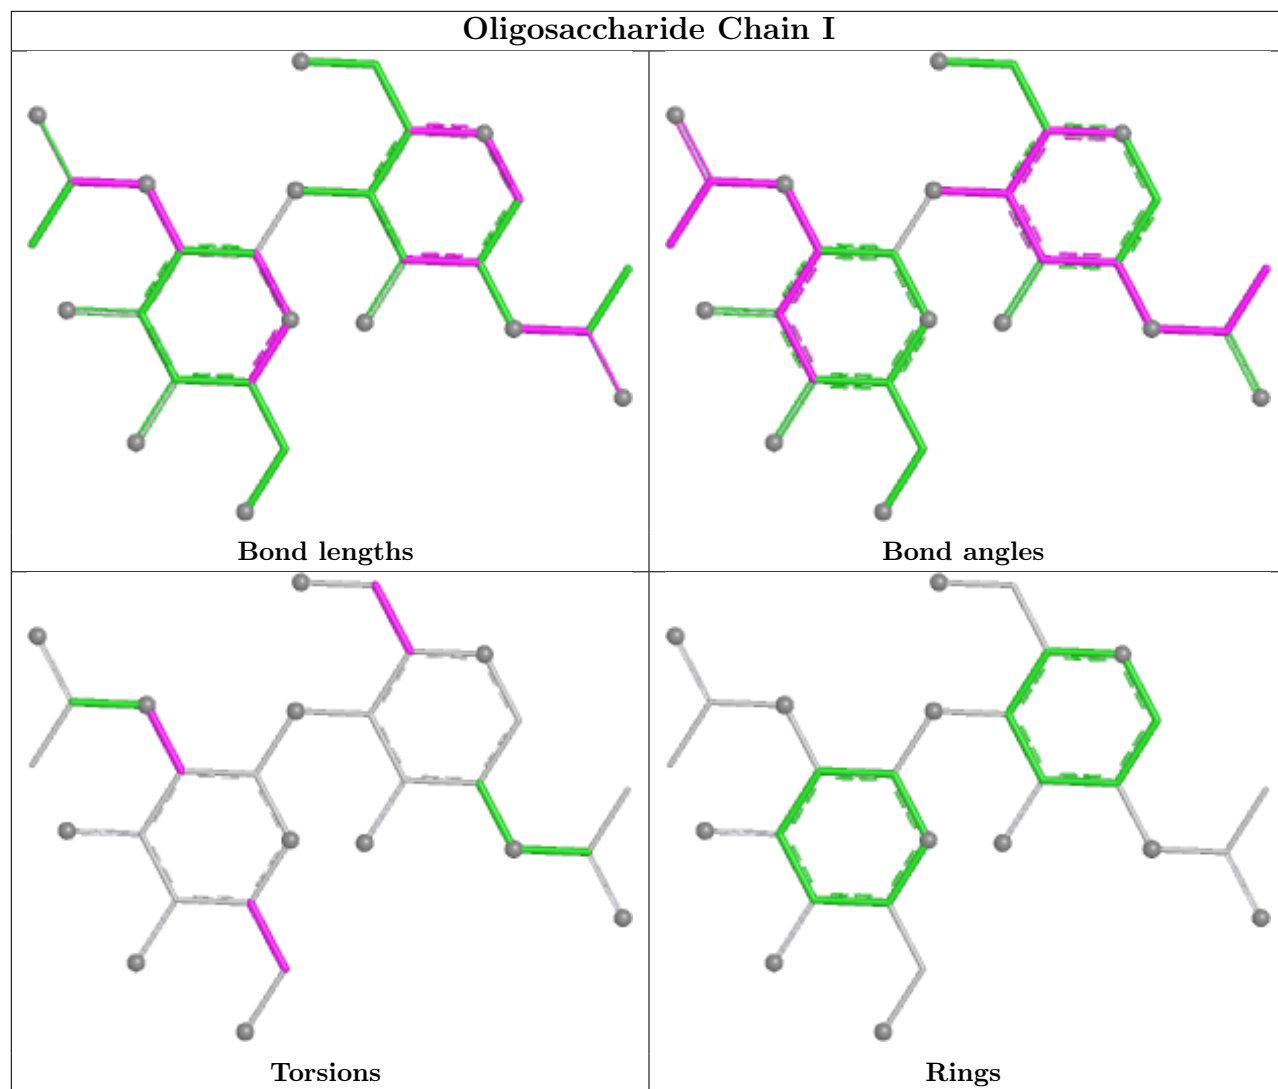 Oligosaccharide Chain I
Bond lengths
Bond angles
Torsions
Rings